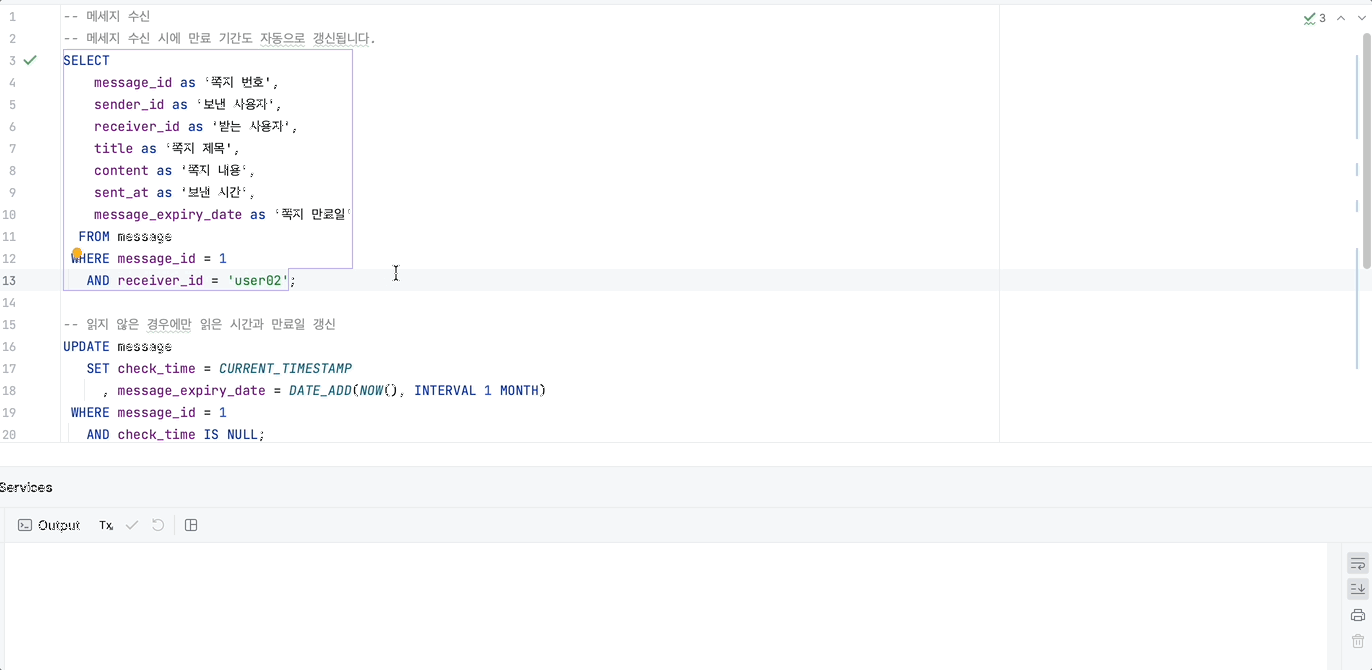 3
1 -- 메세지 수신
2 -- 메세지 수신 시에 만료 기간도 자동으로 갱신됩니다.
3 SELECT
4 message_id as '쪽지 번호',
5 sender_id as '보낸 사용자',
6 receiver_id as '받는 사용자',
7 title as '쪽지 제목',
8 content as '쪽지 내용',
9 sent_at as '보낸 시간',
10 message_expiry_date as '쪽지 만료일'
11 FROM message
12 WHERE message_id = 1
13 AND receiver_id = 'user02';
14
15 -- 읽지 않은 경우에만 읽은 시간과 만료일 갱신
16 UPDATE message
17 SET check_time = CURRENT_TIMESTAMP
18 , message_expiry_date = DATE_ADD(NOW(), INTERVAL 1 MONTH)
19 WHERE message_id = 1
20 AND check_time IS NULL;
Services
Output Tx